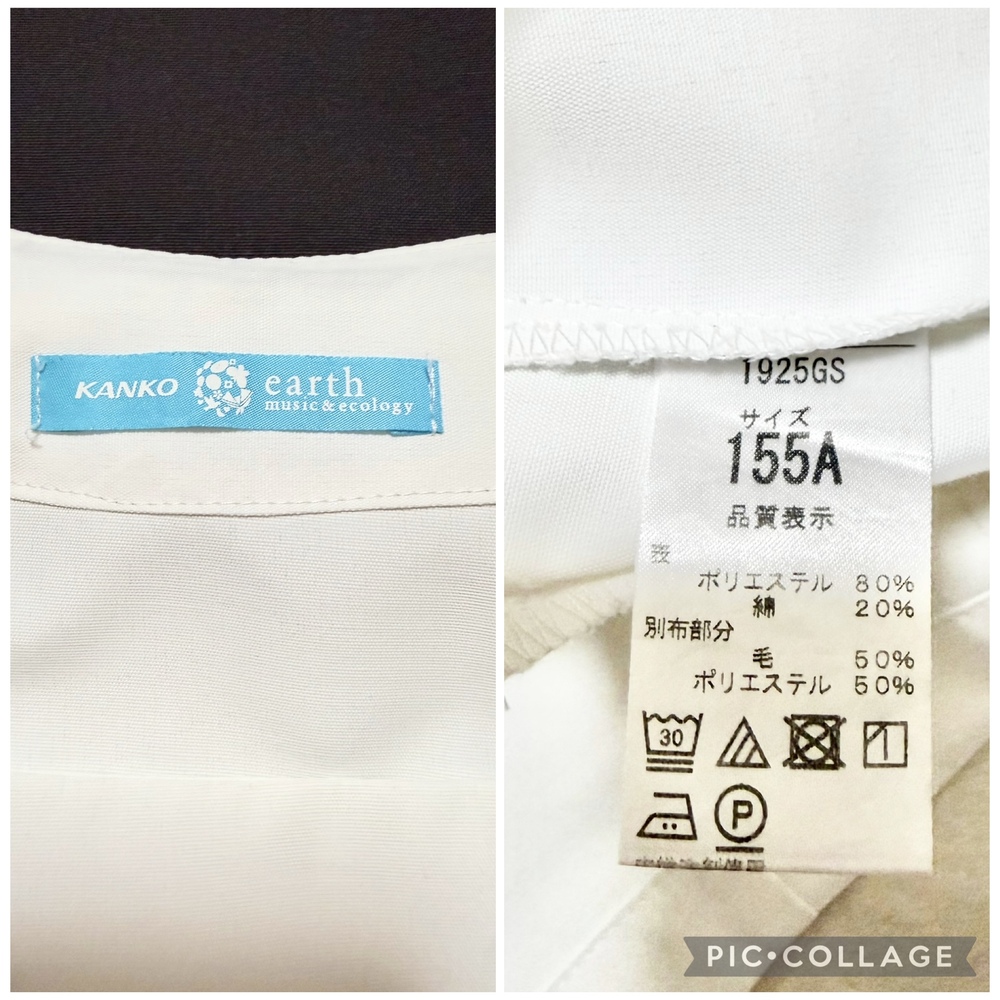 KANKO earth
music&ecology
1925GS
サイズ
155A
品質表示
表
ポリエステル 80%
綿 20%
別布部分
毛 50%
ポリエステル 50%
30
P
PIC•COLLAGE